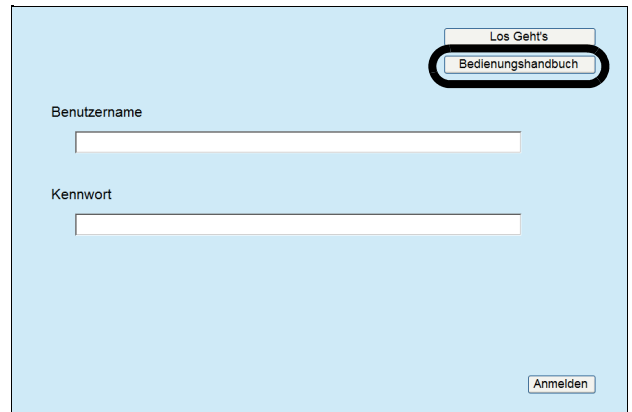 Los Geht's
Bedienungshandbuch
Benutzername
Kennwort
Anmelden